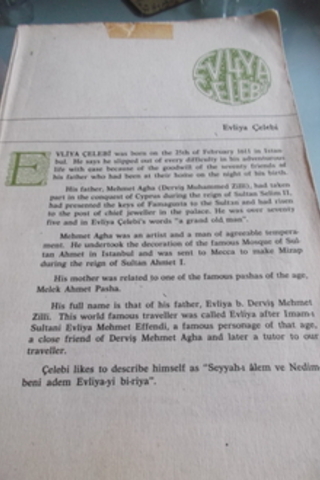 EVLİYA
ÇELEBİ
Evliya Çelebi
EVLİYA ÇELEBİ was born on the 25th of February 1611 in Istan-
bul. He says he slipped out of every difficulty in his adventurous
life with ease because of the goodwill of the seventy friends of
his father who had been at their home on the night of his birth.
His father, Mehmet Agha (Derviş Muhammed Zilli), had taken
part in the conquest of Cyprus during the reign of Sultan Selim II,
had presented the keys of Famagusta to the Sultan and had risen
to the post of chief jeweller in the palace. He was over seventy
five and in Evliya Çelebi's words "a grand old man".
Mehmet Agha was an artist and a man of agreable tempera-
ment. He undertook the decoration of the famous Mosque of Sul-
tan Ahmet in Istanbul and was sent to Mecca to make Mizap
during the reign of Sultan Ahmet I.
His mother was related to one of the famous pashas of the age,
Melek Ahmet Pasha.
His full name is that of his father, Evliya b. Derviş Mehmet
Zilli. This world famous traveller was called Evliya after Imam-ı
Sultani Evliya Mehmet Effendi, a famous personage of that age,
a close friend of Derviş Mehmet Agha and later a tutor to our
traveller.
Çelebi likes to describe himself as "Seyyah-ı âlem ve Nedim-
beni adem Evliya-yi bi-riya".